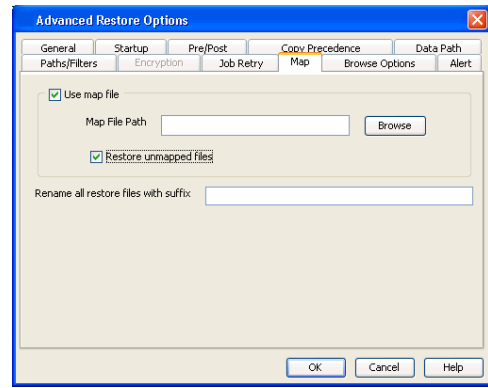 Advanced Restore Options
General Startup Pre/Post Copy Precedence Data Path
Paths/Filters Encryption Job Retry Map Browse Options Alert
Use map file
Map File Path Browse
Restore unmapped files
Rename all restore files with suffix
OK Cancel Help